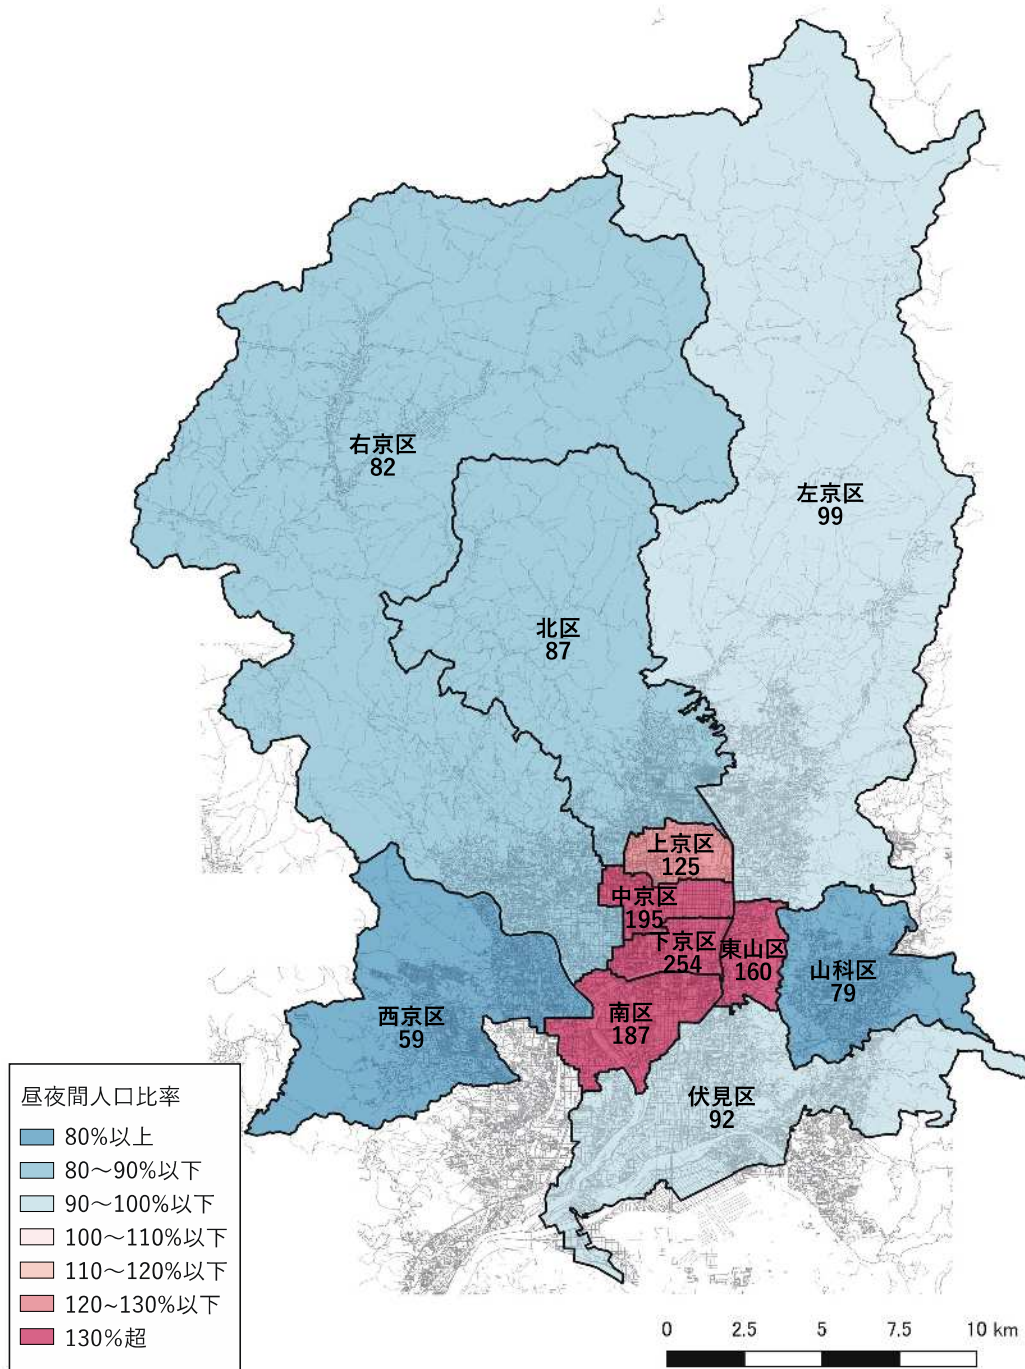 右京区
82
左京区
99
北区
87
上京区
125
中京区
195
下京区
254
東山区
160
山科区
79
南区
187
西京区
59
伏見区
92
昼夜間人口比率
80%以上
80～90%以下
90～100%以下
100～110%以下
110～120%以下
120~130%以下
130%超
0 2.5 5 7.5 10 km